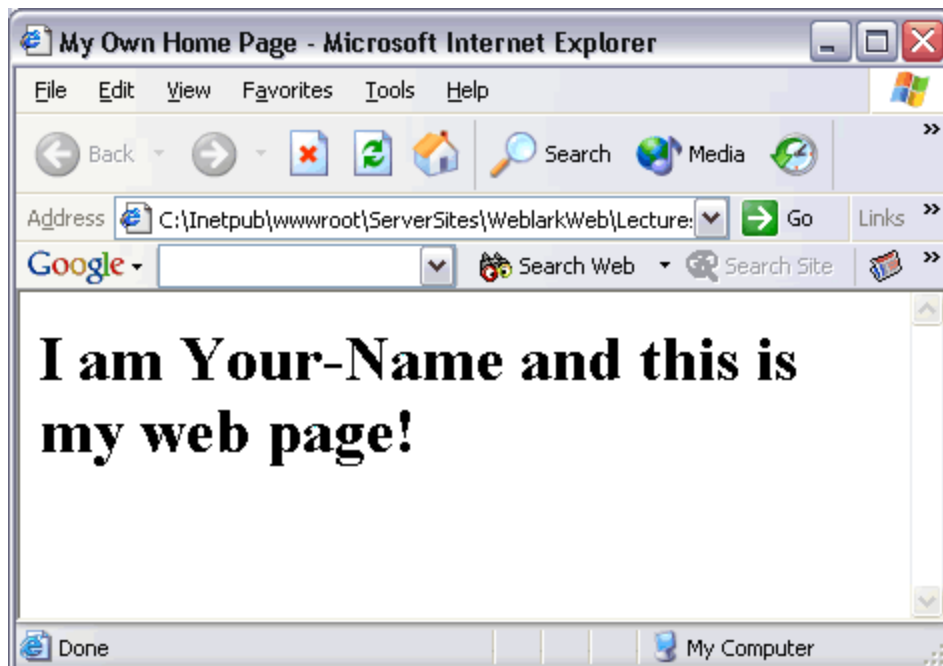 My Own Home Page - Microsoft Internet Explorer
File Edit View Favorites Tools Help
Back Search Media »
Address C:\Inetpub\wwwroot\ServerSites\WeblarkWeb\Lecture: Go Links »
Google Search Web Search Site »
I am Your-Name and this is
my web page!
Done My Computer